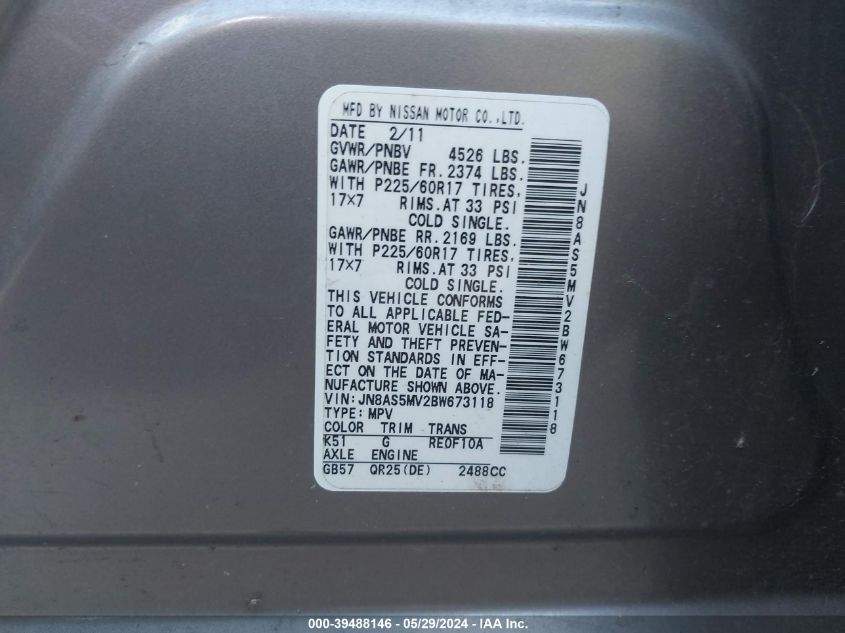 MFD BY NISSAN MOTOR CO.,LTD.
DATE 2/11
GVWR/PNBV 4526 LBS.
GAWR/PNBE FR. 2374 LBS.
WITH P225/60R17 TIRES,
17×7 RIMS.AT 33 PSI
COLD SINGLE.
GAWR/PNBE RR. 2169 LBS.
WITH P225/60R17 TIRES,
17×7 RIMS.AT 33 PSI
COLD SINGLE.
THIS VEHICLE CONFORMS
TO ALL APPLICABLE FED-
ERAL MOTOR VEHICLE SA-
FETY AND THEFT PREVEN-
TION STANDARDS IN EFF-
ECT ON THE DATE OF MA-
NUFACTURE SHOWN ABOVE.
VIN:JN8AS5MV2BW673118
TYPE:MPV
COLOR TRIM TRANS
K51 G RE0F10A
AXLE ENGINE
GB57 QR25(DE) 2488CC
JN8AS5MV2BW673118
000-39488146 - 05/29/2024 - IAA Inc.